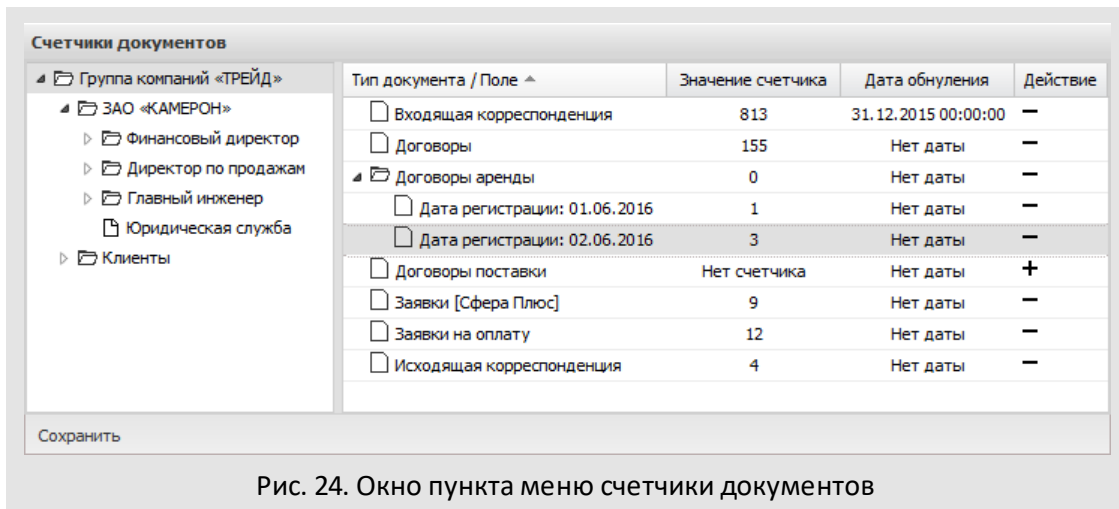 Счетчики документов
Группа компаний «ТРЕЙД»
ЗАО «КАМЕРОН»
Финансовый директор
Директор по продажам
Главный инженер
Юридическая служба
Клиенты
Тип документа / Поле Значение счетчика Дата обнуления Действие
Входящая корреспонденция 813 31.12.2015 00:00:00 −
Договоры 155 Нет даты −
Договоры аренды 0 Нет даты −
Дата регистрации: 01.06.2016 1 Нет даты −
Дата регистрации: 02.06.2016 3 Нет даты −
Договоры поставки Нет счетчика Нет даты +
Заявки [Сфера Плюс] 9 Нет даты −
Заявки на оплату 12 Нет даты −
Исходящая корреспонденция 4 Нет даты −
Сохранить
Рис. 24. Окно пункта меню счетчики документов